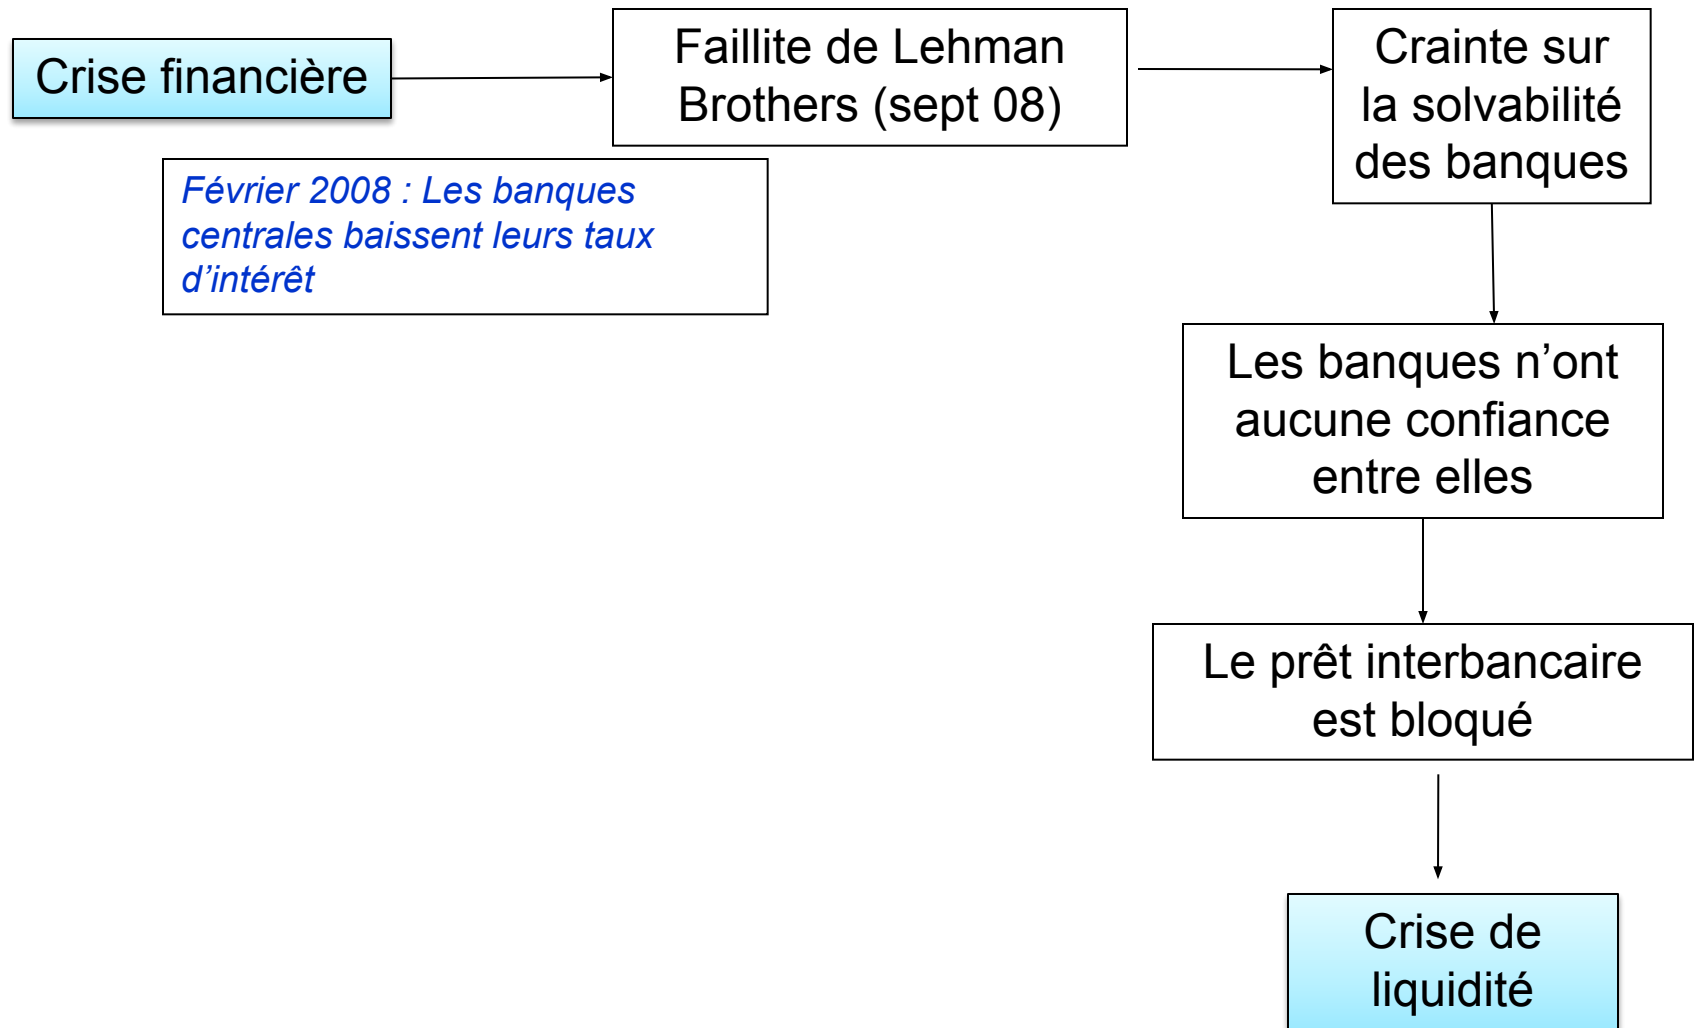 Crise financière
Faillite de Lehman
Brothers (sept 08)
Crainte sur
la solvabilité
des banques
Février 2008 : Les banques
centrales baissent leurs taux
d’intérêt
Les banques n’ont
aucune confiance
entre elles
Le prêt interbancaire
est bloqué
Crise de
liquidité